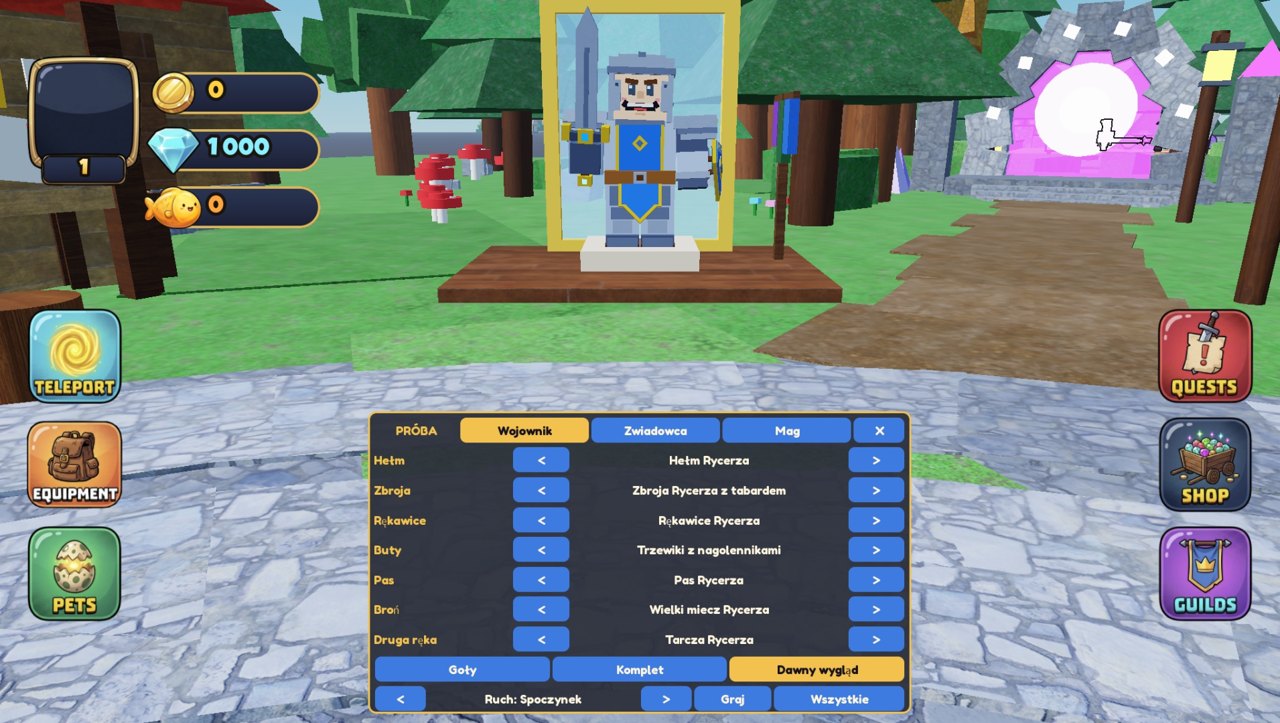 0
1000
1
0
TELEPORT
EQUIPMENT
PETS
QUESTS
SHOP
GUILDS
PRÓBA Wojownik Zwiadowca Mag ✕
Hełm < Hełm Rycerza >
Zbroja < Zbroja Rycerza z tabardem >
Rękawice < Rękawice Rycerza >
Buty < Trzewiki z nagolennikami >
Pas < Pas Rycerza >
Broń < Wielki miecz Rycerza >
Druga ręka < Tarcza Rycerza >
Goły Komplet Dawny wygląd
< Ruch: Spoczynek > Graj Wszystkie